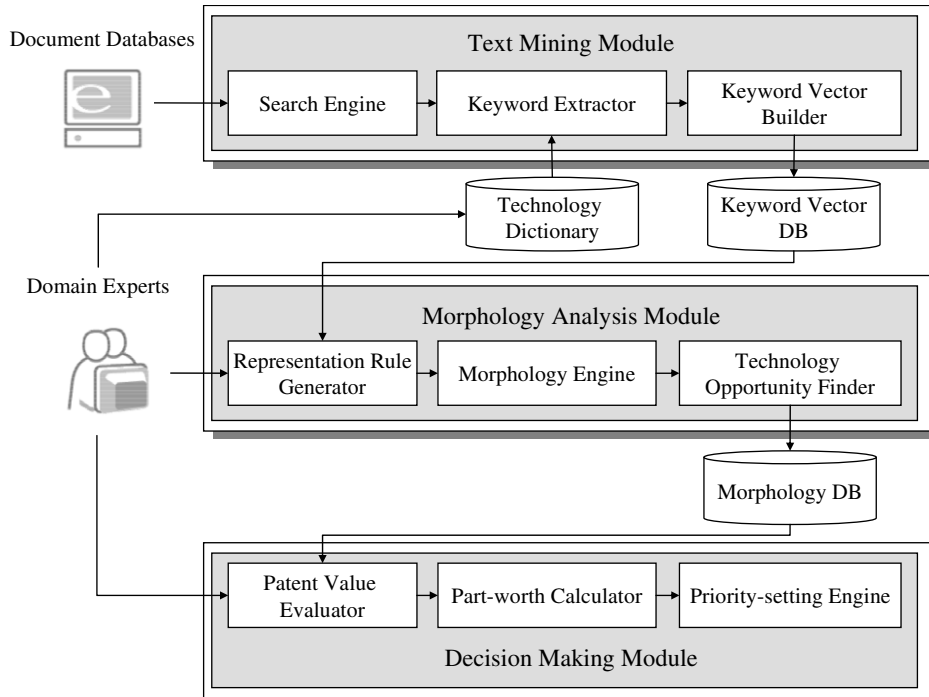 Document Databases
Text Mining Module
Search Engine
Keyword Extractor
Keyword Vector
Builder
Technology
Dictionary
Keyword Vector
DB
Domain Experts
Morphology Analysis Module
Representation Rule
Generator
Morphology Engine
Technology
Opportunity Finder
Morphology DB
Patent Value
Evaluator
Part-worth Calculator
Priority-setting Engine
Decision Making Module